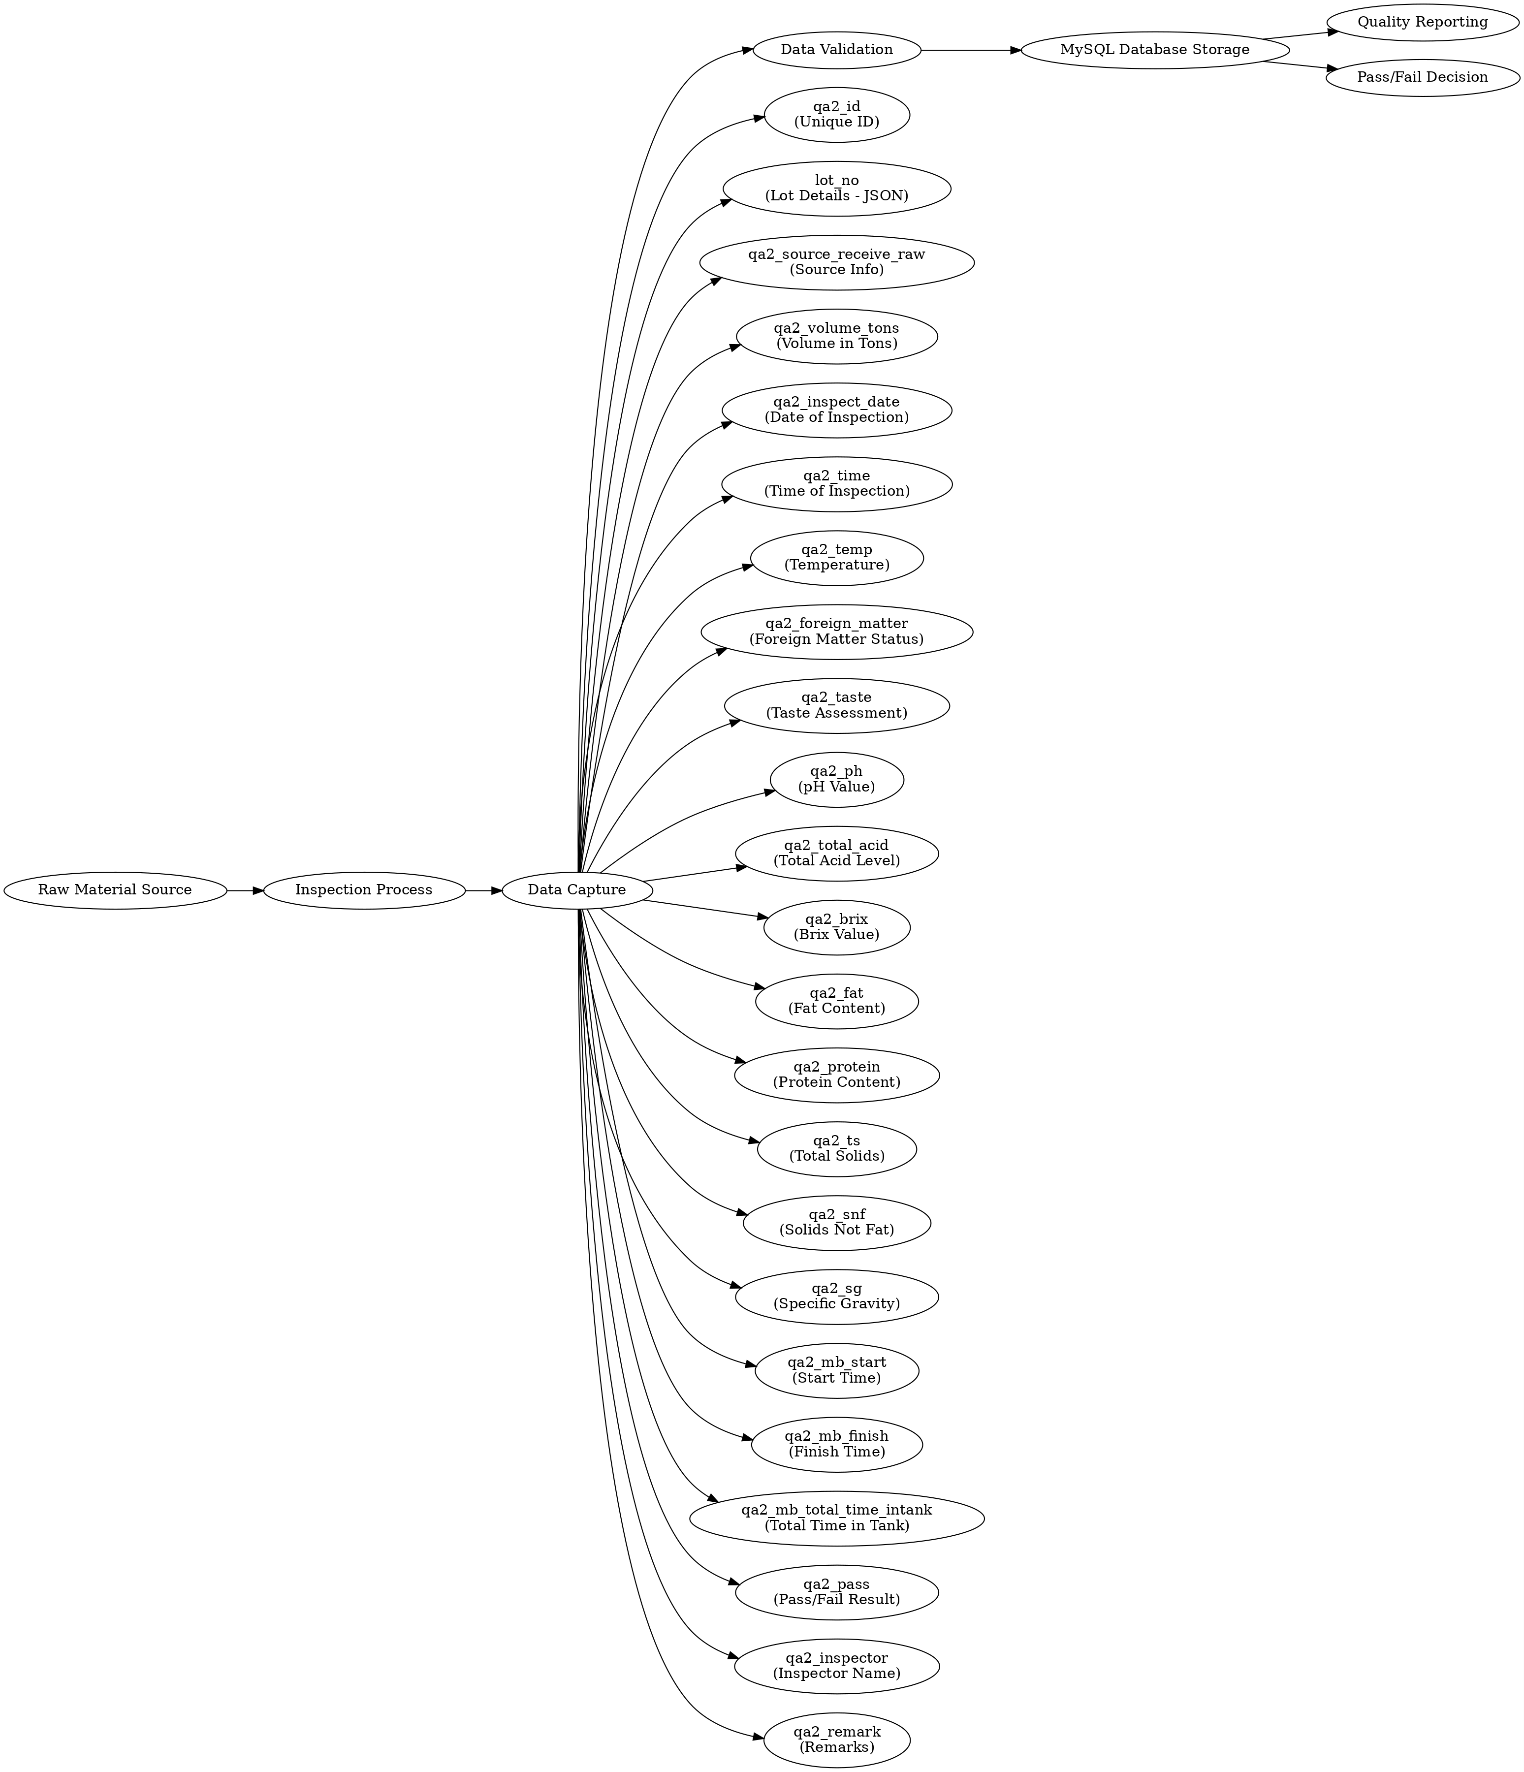 Raw Material Source
Inspection Process
Data Capture
Data Validation
MySQL Database Storage
Quality Reporting
Pass/Fail Decision
qa2_id
(Unique ID)
lot_no
(Lot Details - JSON)
qa2_source_receive_raw
(Source Info)
qa2_volume_tons
(Volume in Tons)
qa2_inspect_date
(Date of Inspection)
qa2_time
(Time of Inspection)
qa2_temp
(Temperature)
qa2_foreign_matter
(Foreign Matter Status)
qa2_taste
(Taste Assessment)
qa2_ph
(pH Value)
qa2_total_acid
(Total Acid Level)
qa2_brix
(Brix Value)
qa2_fat
(Fat Content)
qa2_protein
(Protein Content)
qa2_ts
(Total Solids)
qa2_snf
(Solids Not Fat)
qa2_sg
(Specific Gravity)
qa2_mb_start
(Start Time)
qa2_mb_finish
(Finish Time)
qa2_mb_total_time_intank
(Total Time in Tank)
qa2_pass
(Pass/Fail Result)
qa2_inspector
(Inspector Name)
qa2_remark
(Remarks)